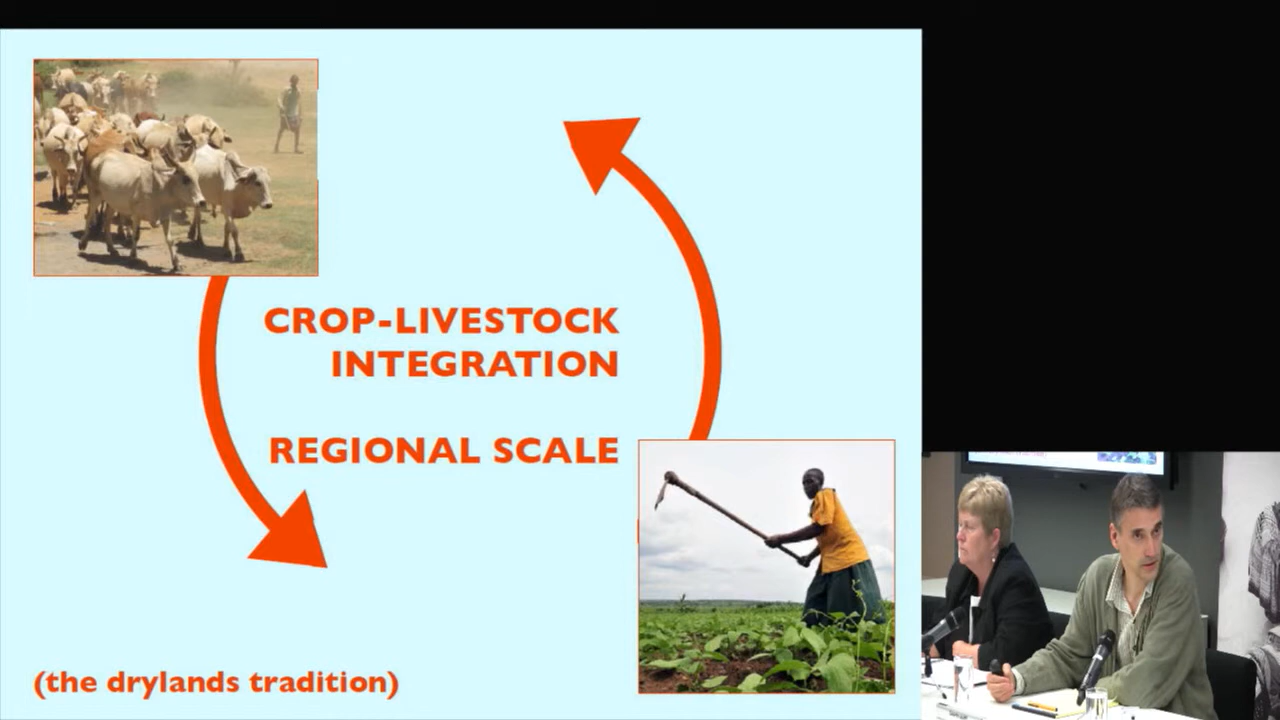 CROP-LIVESTOCK
INTEGRATION
REGIONAL SCALE
(the drylands tradition)